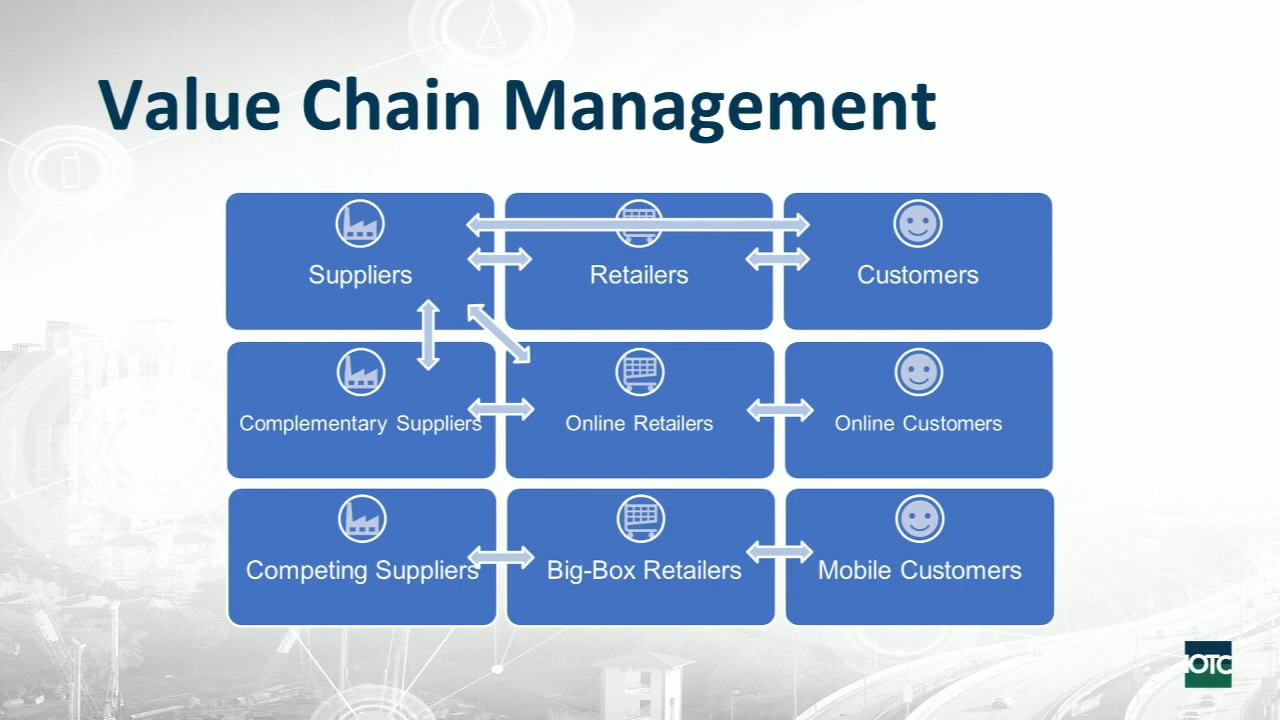 Value Chain Management
Suppliers
Retailers
Customers
Complementary Suppliers
Online Retailers
Online Customers
Competing Suppliers
Big-Box Retailers
Mobile Customers
IOTC